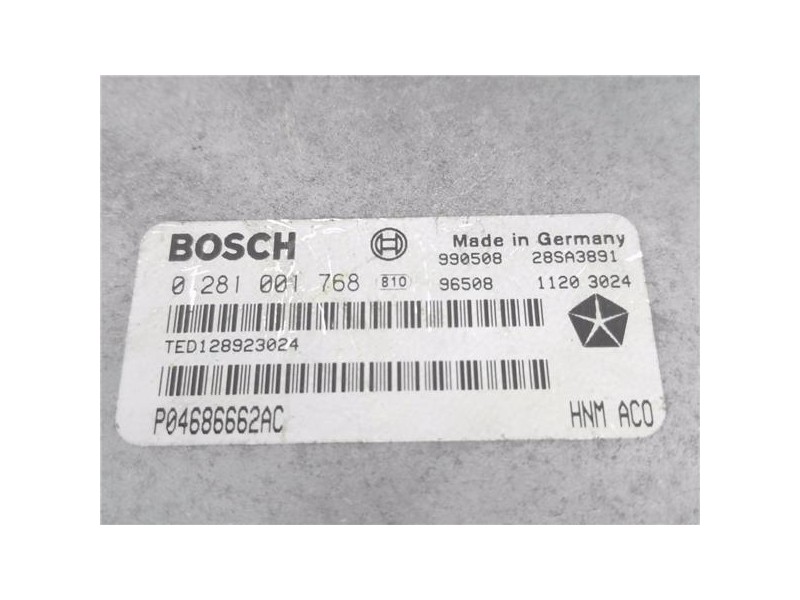 BOSCH Made in Germany
990508 28SA3891
0 281 001 768 810 96508 1120 3024
TED128923024
P04686662AC HNM AC0